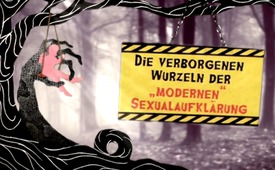 DIE VERBORGENEN
WURZELN DER
„MODERNEN"
SEXUALAUFKLÄRUNG